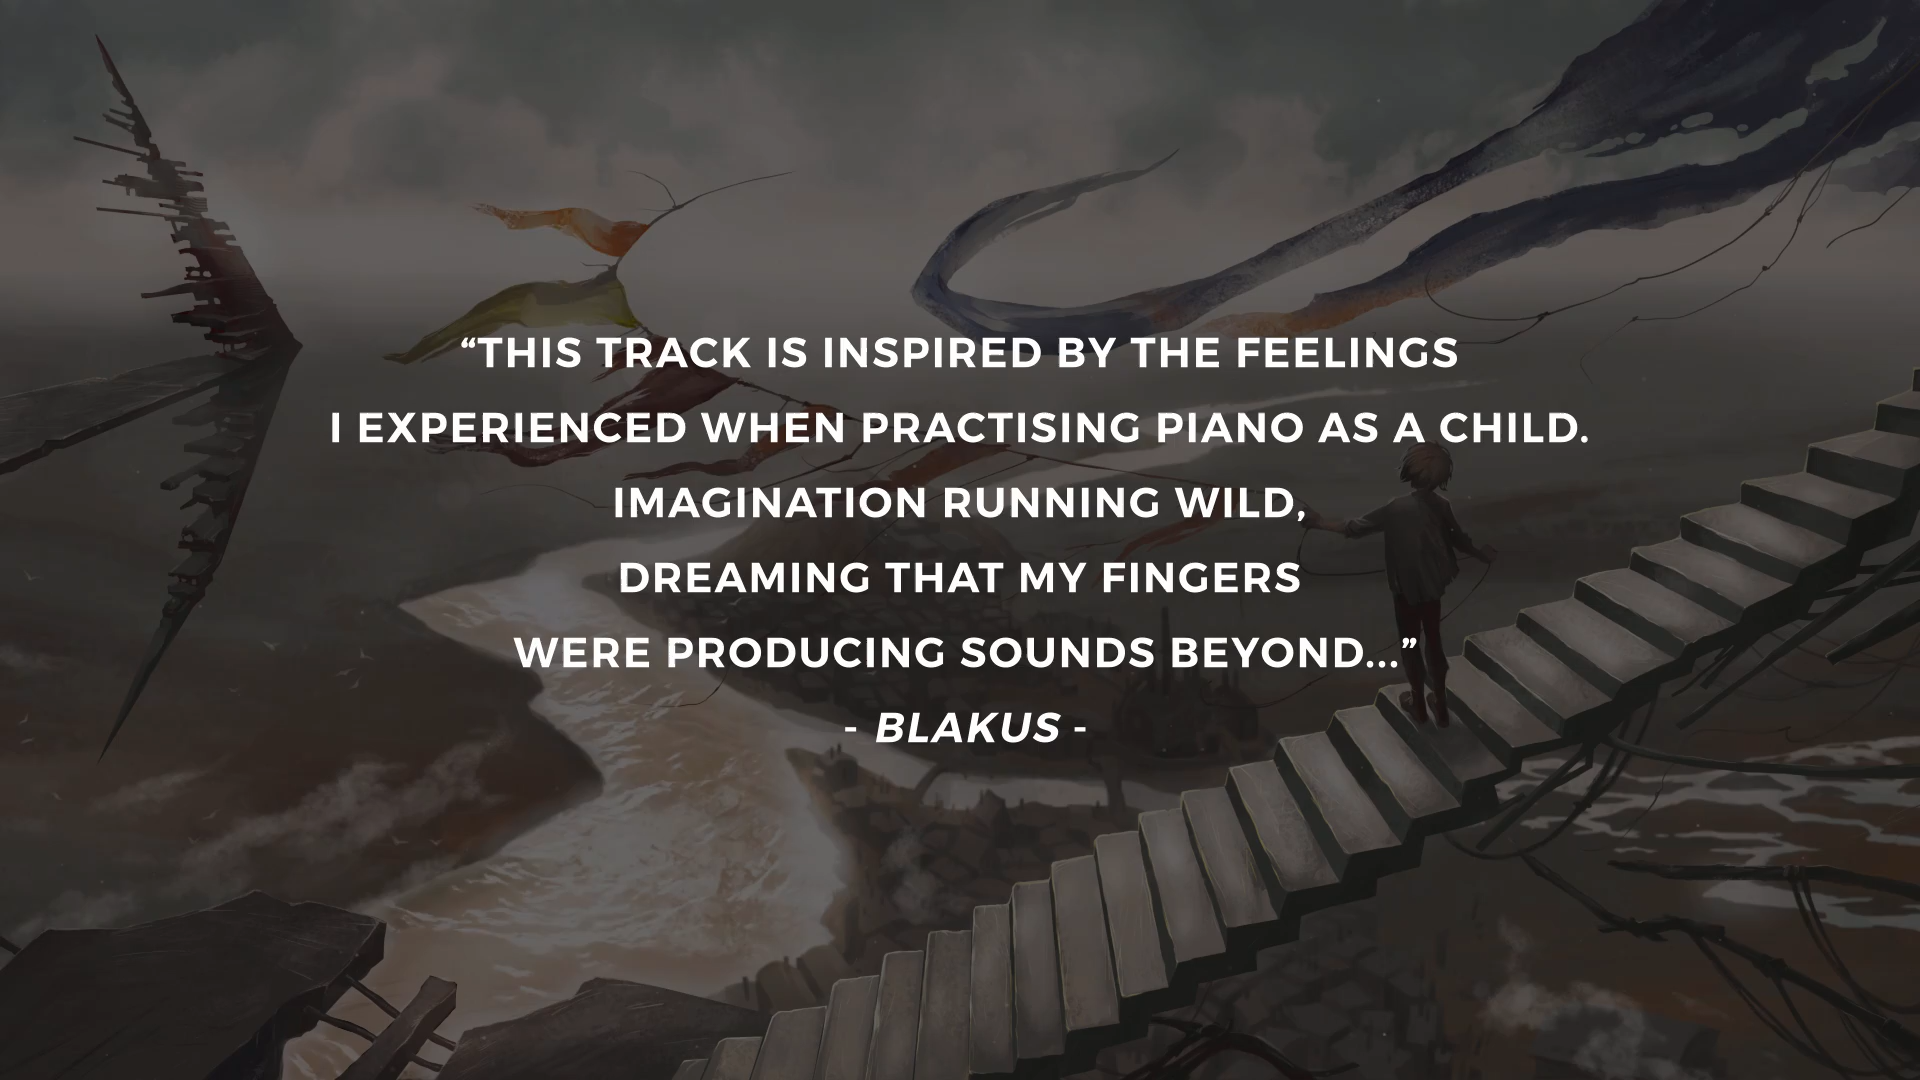 “THIS TRACK IS INSPIRED BY THE FEELINGS
I EXPERIENCED WHEN PRACTISING PIANO AS A CHILD.
IMAGINATION RUNNING WILD,
DREAMING THAT MY FINGERS
WERE PRODUCING SOUNDS BEYOND...”
- BLAKUS -